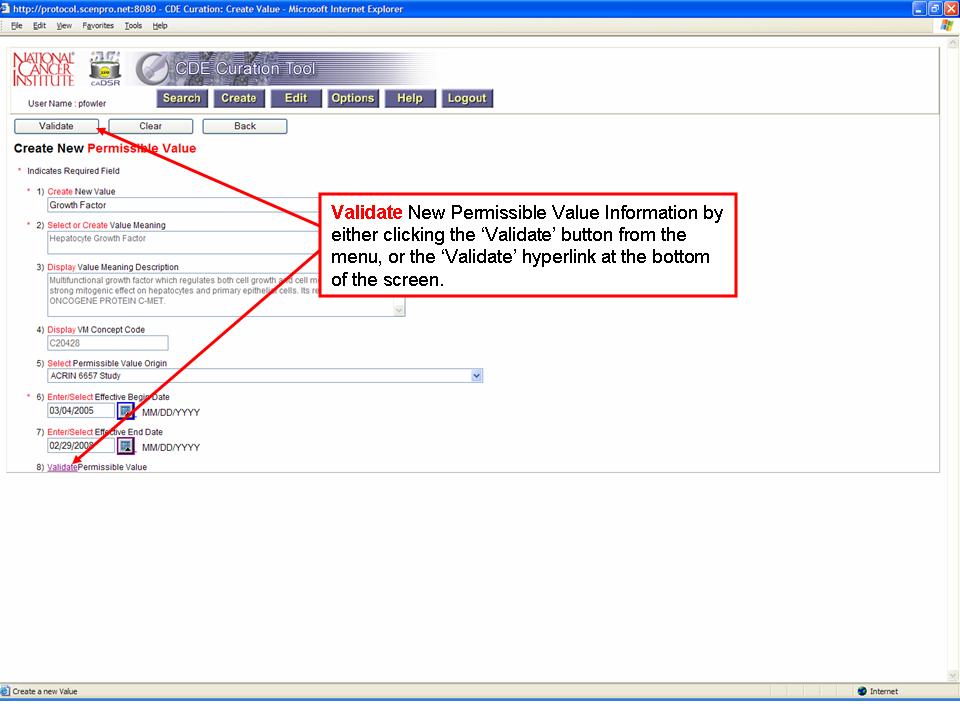 http://protocol.scenpro.net:8080 - CDE Curation: Create Value - Microsoft Internet Explorer
File Edit View Favorites Tools Help
NATIONAL
CANCER
INSTITUTE
caDSR
CDE Curation Tool
User Name : pfowler
Search Create Edit Options Help Logout
Validate Clear Back
Create New Permissible Value
* Indicates Required Field
* 1) Create New Value
Growth Factor
* 2) Select or Create Value Meaning
Hepatocyte Growth Factor
3) Display Value Meaning Description
Multifunctional growth factor which regulates both cell growth and cell
strong mitogenic effect on hepatocytes and primary epithelial cells. Its
ONCOGENE PROTEIN C-MET.
Validate New Permissible Value Information by
either clicking the ‘Validate’ button from the
menu, or the ‘Validate’ hyperlink at the bottom
of the screen.
4) Display VM Concept Code
C20428
5) Select Permissible Value Origin
ACRIN 6657 Study
* 6) Enter/Select Effective Begin Date
03/04/2005 MM/DD/YYYY
7) Enter/Select Effective End Date
02/29/2008 MM/DD/YYYY
8) Validate Permissible Value
Create a new Value
Internet